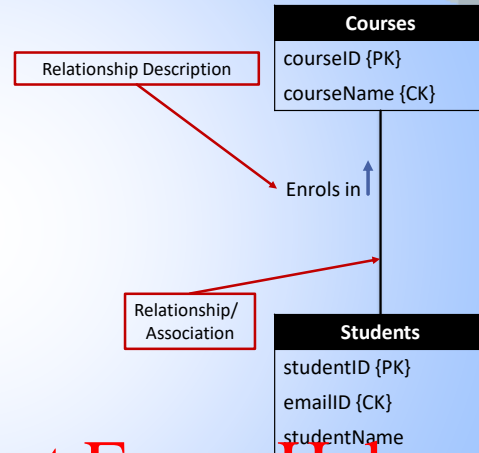 Courses
courseID {PK}
courseName {CK}
Relationship Description
Enrols in
Relationship/
Association
Students
studentID {PK}
emailID {CK}
studentName